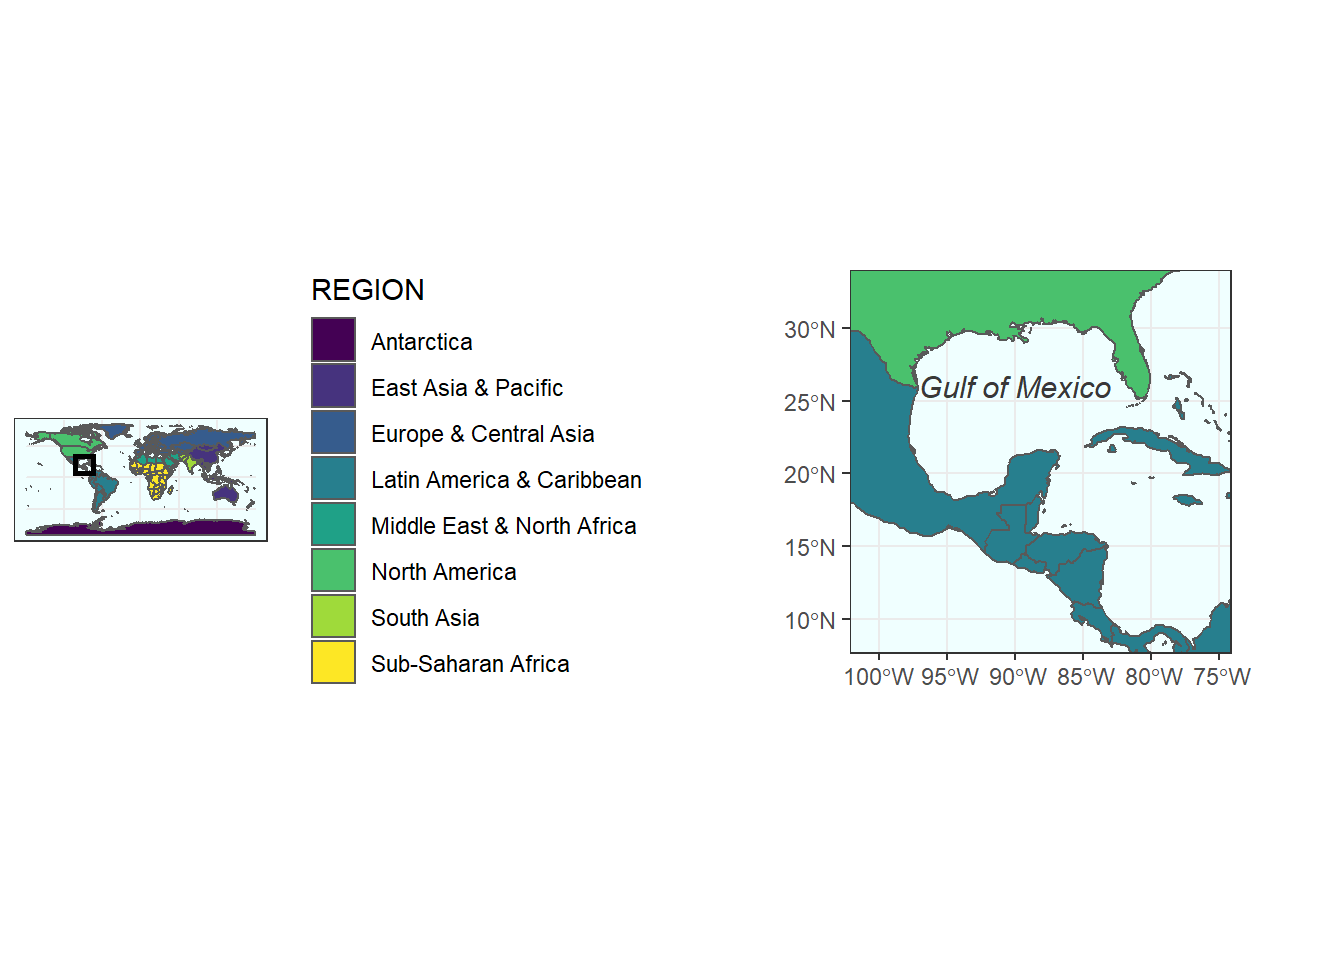 REGION
Antarctica
East Asia & Pacific
Europe & Central Asia
Latin America & Caribbean
Middle East & North Africa
North America
South Asia
Sub-Saharan Africa
30°N
25°N
20°N
15°N
10°N
Gulf of Mexico
100°W 95°W 90°W 85°W 80°W 75°W